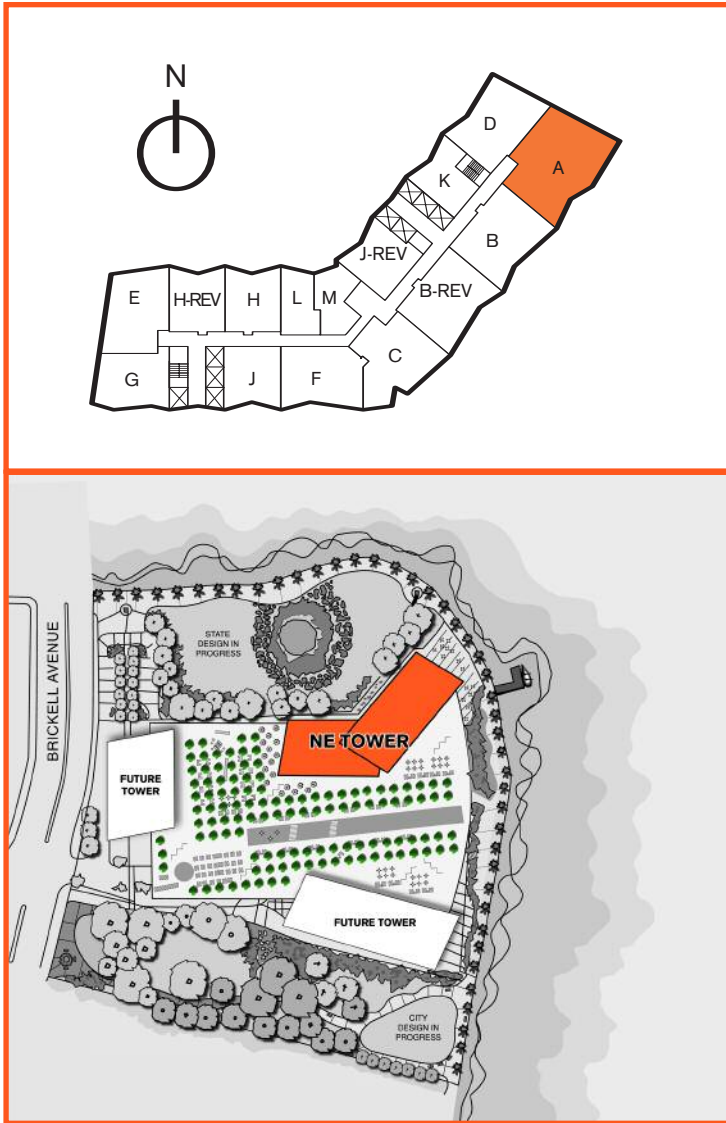 N
D
A
K
B
J-REV
B-REV
E
H-REV
H
L
M
C
G
J
F
BRICKELL AVENUE
STATE
DESIGN IN
PROGRESS
NE TOWER
FUTURE
TOWER
FUTURE TOWER
CITY
DESIGN IN
PROGRESS